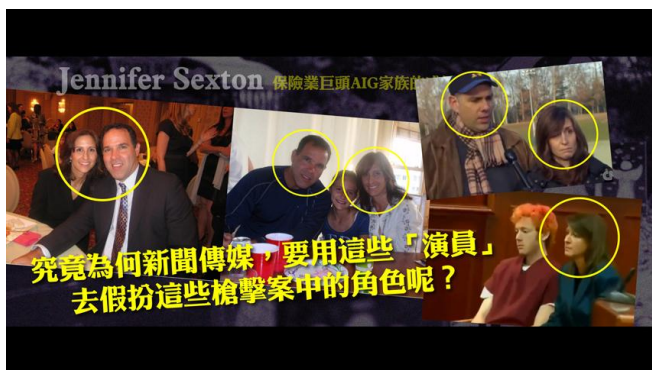 Jennifer Sexton 保險業巨頭AIG家族的
究竟為何新聞傳媒，要用這些「演員」
去假扮這些槍擊案中的角色呢？